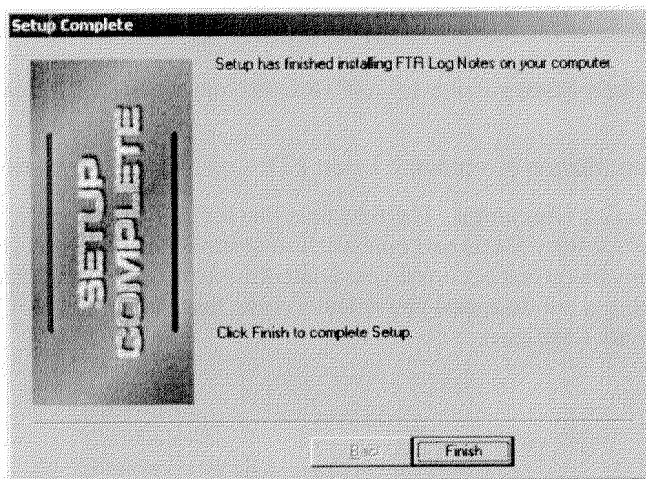 Setup Complete
Setup has finished installing FTR Log Notes on your computer.
SETUP
COMPLETE
Click Finish to complete Setup.
Back
Finish